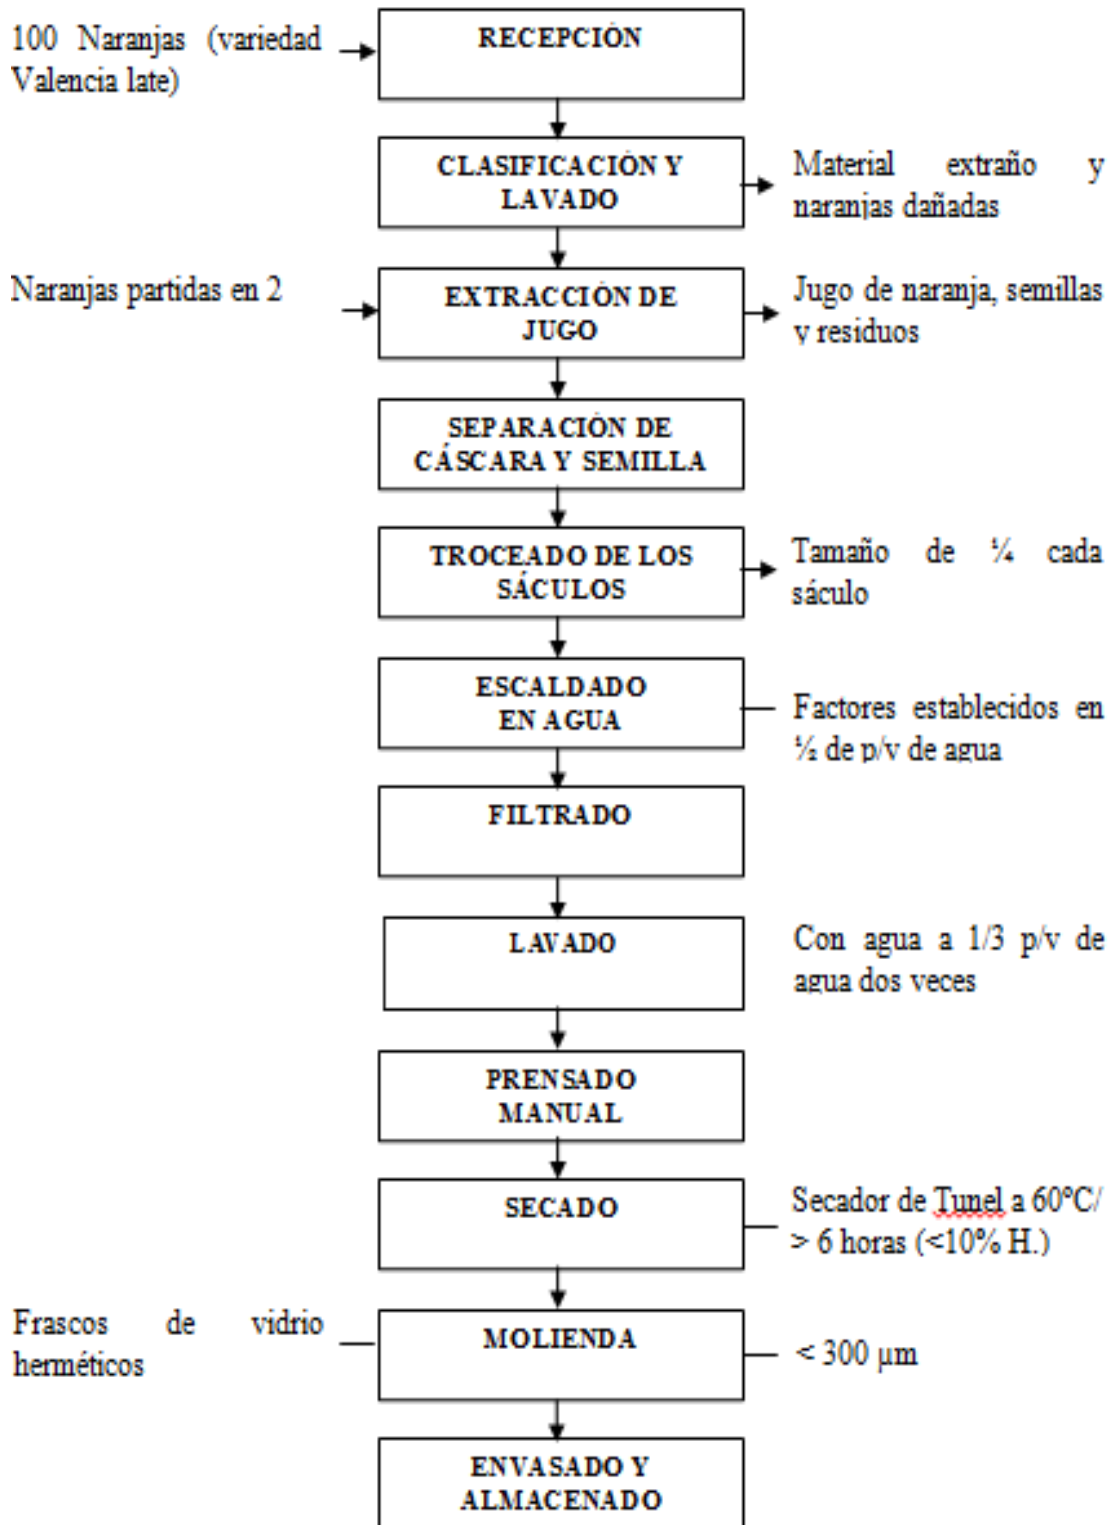 100 Naranjas (variedad
Valencia late)
RECEPCIÓN
CLASIFICACIÓN Y
LAVADO
Material extraño y
naranjas dañadas
Naranjas partidas en 2
EXTRACCIÓN DE
JUGO
Jugo de naranja, semillas
y residuos
SEPARACIÓN DE
CÁSCARA Y SEMILLA
TROCEADO DE LOS
SÁCULOS
Tamaño de ¼ cada
sáculo
ESCALDADO
EN AGUA
Factores establecidos en
½ de p/v de agua
FILTRADO
LAVADO
Con agua a 1/3 p/v de
agua dos veces
PRENSADO
MANUAL
SECADO
Secador de Tunel a 60°C/
> 6 horas (<10% H.)
Frascos de vidrio
herméticos
MOLIENDA
< 300 µm
ENVASADO Y
ALMACENADO